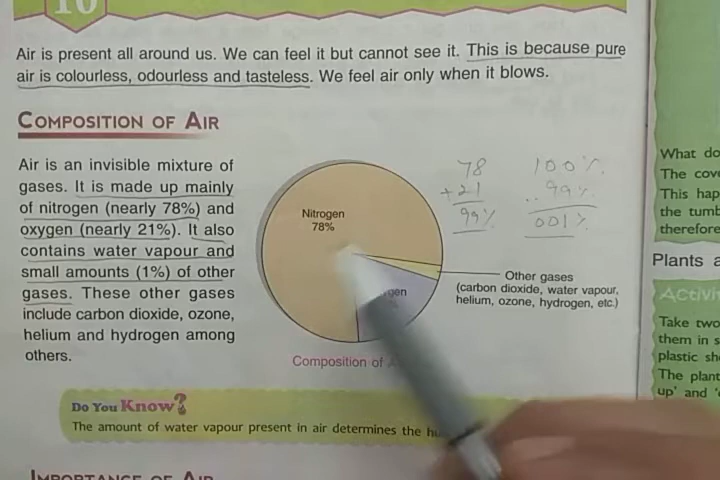 10
Air is present all around us. We can feel it but cannot see it. This is because pure
air is colourless, odourless and tasteless. We feel air only when it blows.
COMPOSITION OF AIR
Air is an invisible mixture of
gases. It is made up mainly
of nitrogen (nearly 78%) and
oxygen (nearly 21%). It also
contains water vapour and
small amounts (1%) of other
gases. These other gases
include carbon dioxide, ozone,
helium and hydrogen among
others.
Nitrogen
78%
Other gases
(carbon dioxide, water vapour,
helium, ozone, hydrogen, etc.)
Composition of
78
+21
99%
100%
99%
001%
Do You Know?
The amount of water vapour present in air determines the
IMPORTANCE OF AIR
What do
The cov
This hap
the tumb
therefore
Plants a
Activi
Take two
them in s
plastic sh
The plant
up' and